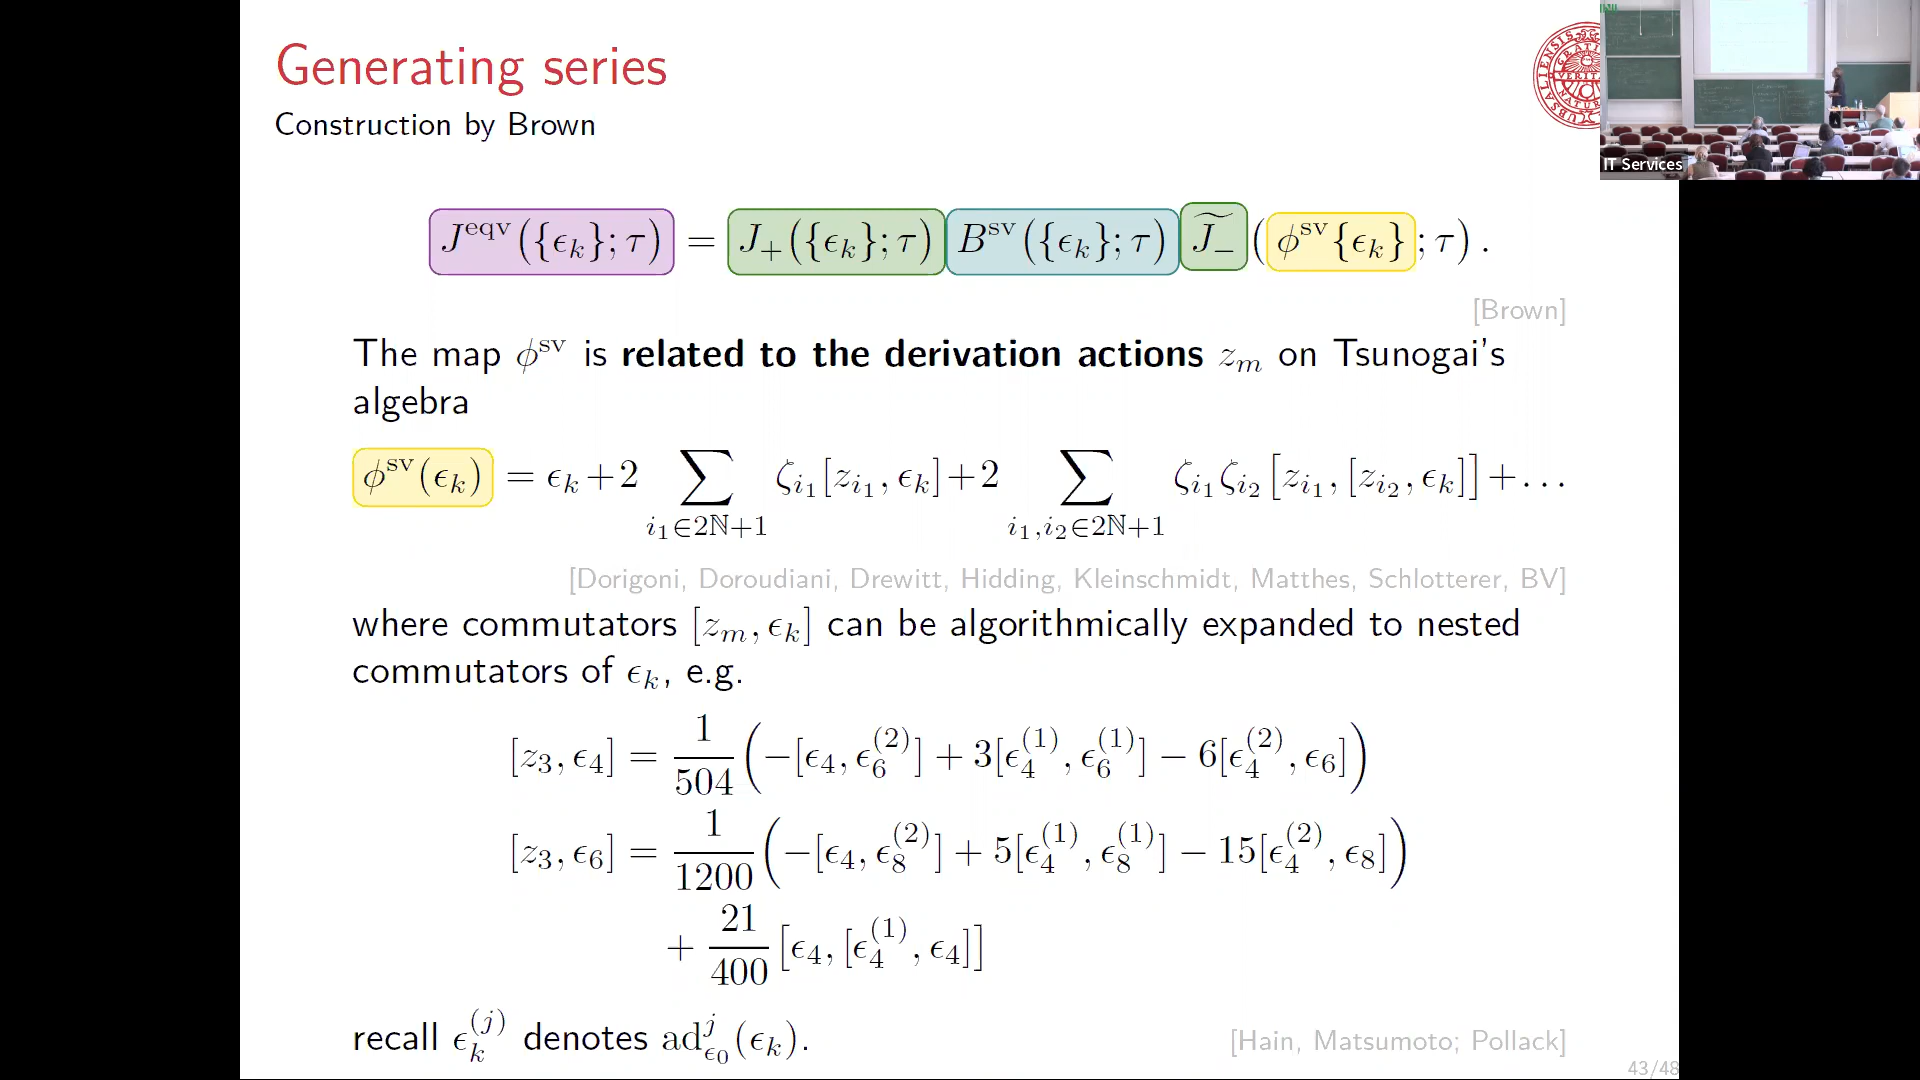 Generating series
Construction by Brown
J^{eqv}({ϵ_k}; τ) = J_+({ϵ_k}; τ) B^{sv}({ϵ_k}; τ) \widetilde{J_-}(ϕ^{sv}{ϵ_k}; τ).
[Brown]
The map ϕ^{sv} is related to the derivation actions z_m on Tsunogai's
algebra
ϕ^{sv}(ϵ_k) = ϵ_k + 2 ∑_{i_1∈2ℕ+1} ζ_{i_1}[z_{i_1}, ϵ_k] + 2 ∑_{i_1,i_2∈2ℕ+1} ζ_{i_1}ζ_{i_2}[z_{i_1}, [z_{i_2}, ϵ_k]] + ...
[Dorigoni, Doroudiani, Drewitt, Hidding, Kleinschmidt, Matthes, Schlotterer, BV]
where commutators [z_m, ϵ_k] can be algorithmically expanded to nested
commutators of ϵ_k, e.g.
[z_3, ϵ_4] = \frac{1}{504}(−[ϵ_4, ϵ_6^{(2)}] + 3[ϵ_4^{(1)}, ϵ_6^{(1)}] − 6[ϵ_4^{(2)}, ϵ_6])
[z_3, ϵ_6] = \frac{1}{1200}(−[ϵ_4, ϵ_8^{(2)}] + 5[ϵ_4^{(1)}, ϵ_8^{(1)}] − 15[ϵ_4^{(2)}, ϵ_8])
+ \frac{21}{400}[ϵ_4, [ϵ_4^{(1)}, ϵ_4]]
recall ϵ_k^{(j)} denotes ad_{ϵ_0}^j(ϵ_k).
[Hain, Matsumoto; Pollack]
43/48
IT Services